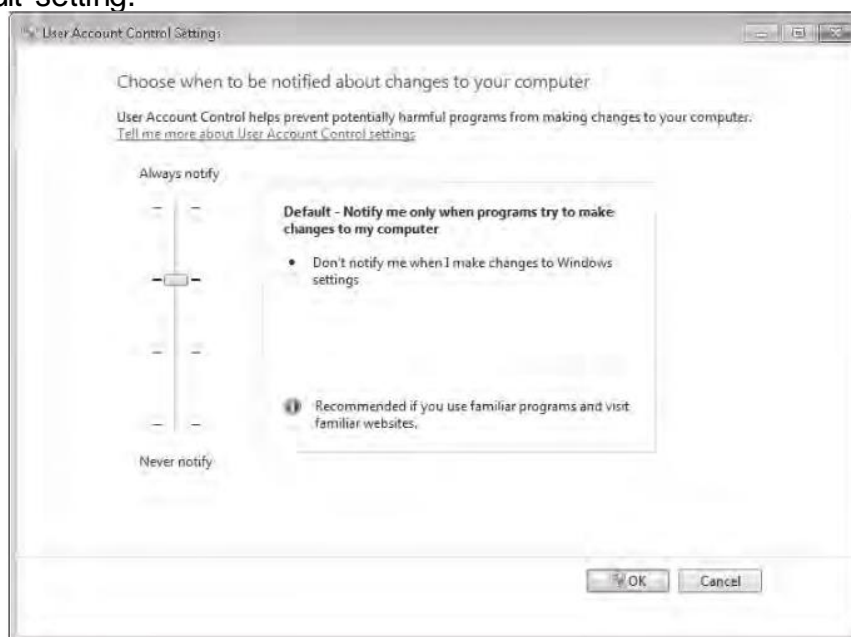 setting.
User Account Control Settings
Choose when to be notified about changes to your computer
User Account Control helps prevent potentially harmful programs from making changes to your computer.
Tell me more about User Account Control settings
Always notify
Default - Notify me only when programs try to make
changes to my computer
• Don't notify me when I make changes to Windows
settings
Recommended if you use familiar programs and visit
familiar websites.
Never notify
OK Cancel